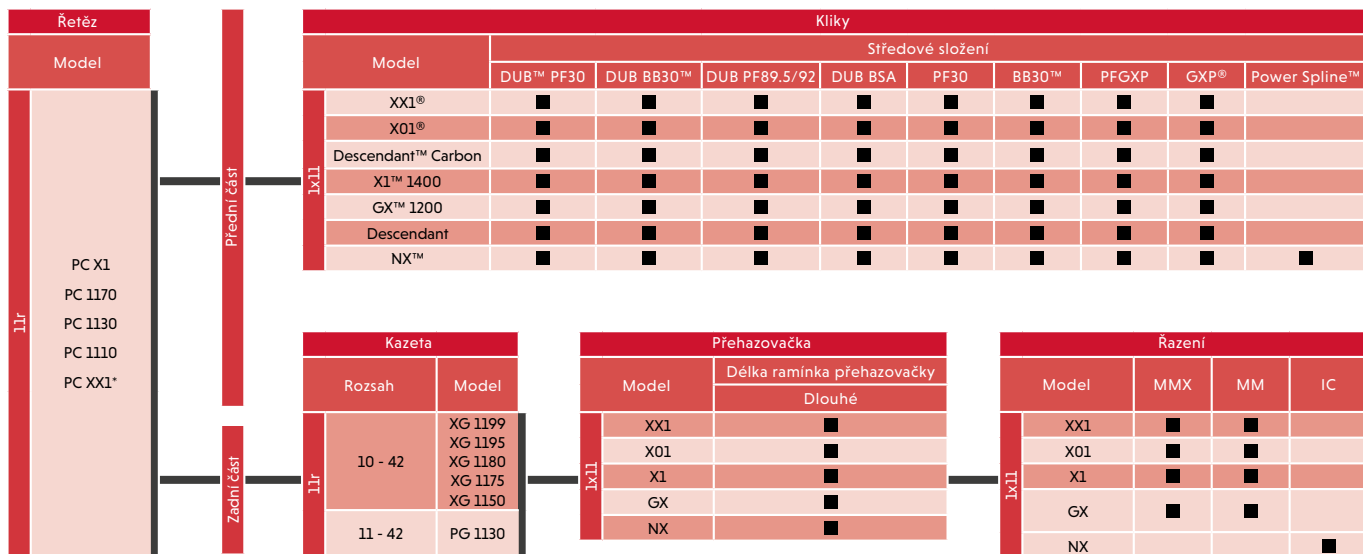 Řetěz
Model
11r
PC X1
PC 1170
PC 1130
PC 1110
PC XX1*
Přední část
Zadní část
Kliky
Model
Středové složení
DUB™ PF30 DUB BB30™ DUB PF89.5/92 DUB BSA PF30 BB30™ PFGXP GXP® Power Spline™
1x11
XX1® ■ ■ ■ ■ ■ ■ ■ ■
X01® ■ ■ ■ ■ ■ ■ ■ ■
Descendant™ Carbon ■ ■ ■ ■ ■ ■ ■ ■
X1™ 1400 ■ ■ ■ ■ ■ ■ ■ ■
GX™ 1200 ■ ■ ■ ■ ■ ■ ■ ■
Descendant ■ ■ ■ ■ ■ ■ ■ ■
NX™ ■ ■ ■ ■ ■ ■ ■ ■ ■
Kazeta
Rozsah Model
11r
10 - 42
XG 1199
XG 1195
XG 1180
XG 1175
XG 1150
11 - 42 PG 1130
Přehazovačka
Model
Délka ramínka přehazovačky
Dlouhé
1x11
XX1 ■
X01 ■
X1 ■
GX ■
NX ■
Řazení
Model MMX MM IC
1x11
XX1 ■ ■
X01 ■ ■
X1 ■ ■
GX ■ ■
NX ■